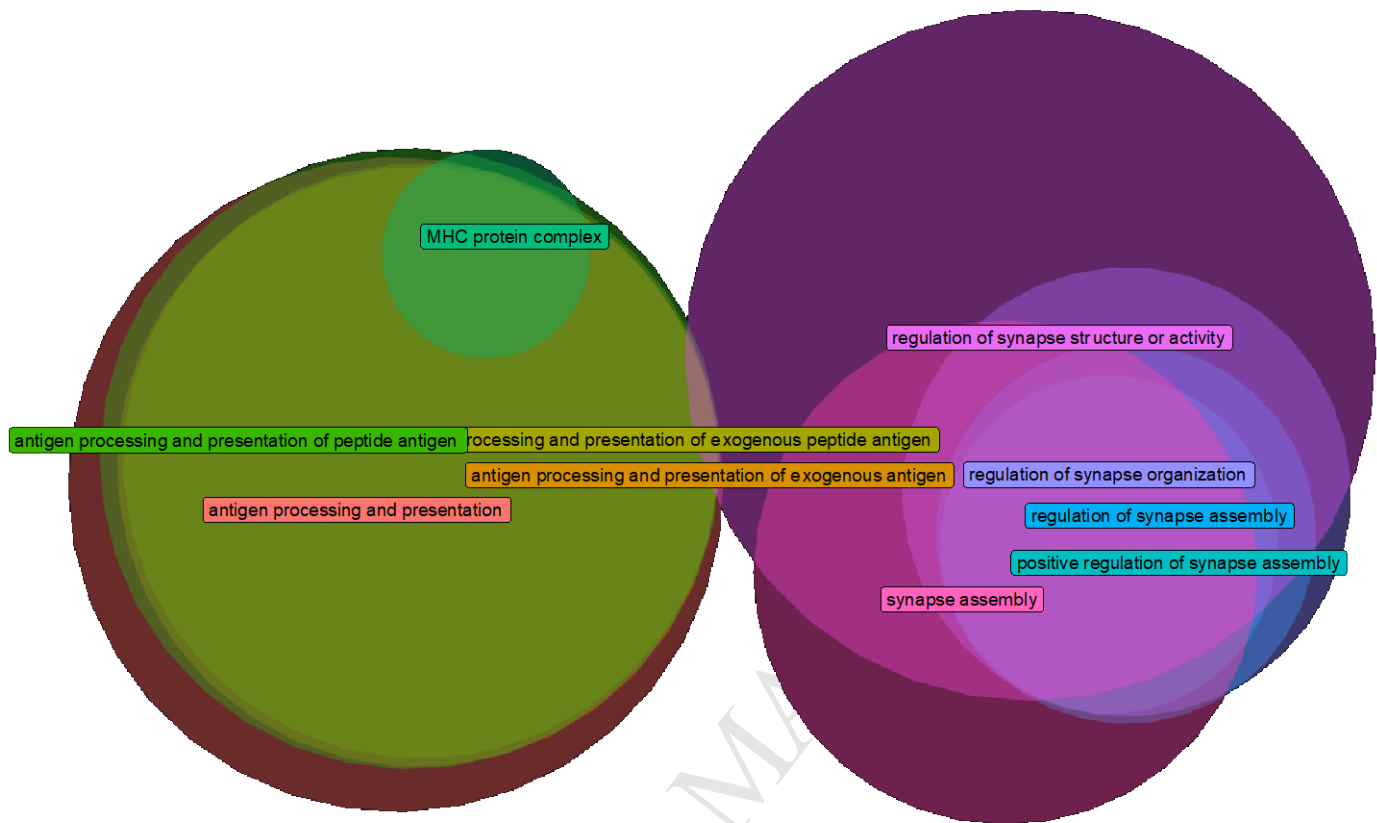 MHC protein complex
regulation of synapse structure or activity
antigen processing and presentation of peptide antigen
rocessing and presentation of exogenous peptide antigen
antigen processing and presentation of exogenous antigen
regulation of synapse organization
antigen processing and presentation
regulation of synapse assembly
positive regulation of synapse assembly
synapse assembly
MA